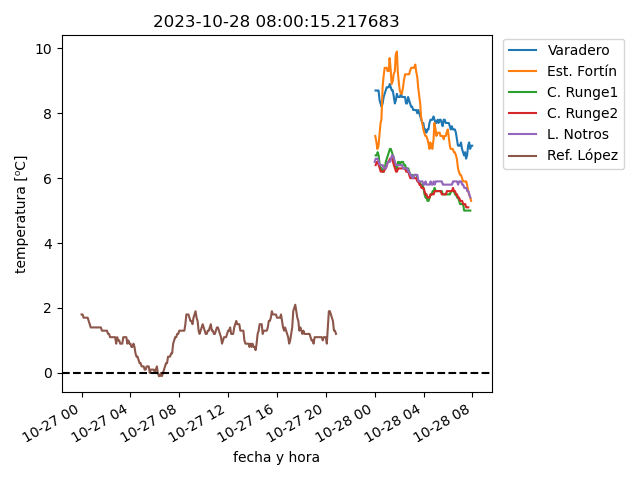 2023-10-28 08:00:15.217683
10
8
6
4
2
0
temperatura [ºC]
10-27 00
10-27 04
10-27 08
10-27 12
10-27 16
10-27 20
10-28 00
10-28 04
10-28 08
fecha y hora
Varadero
Est. Fortín
C. Runge1
C. Runge2
L. Notros
Ref. López